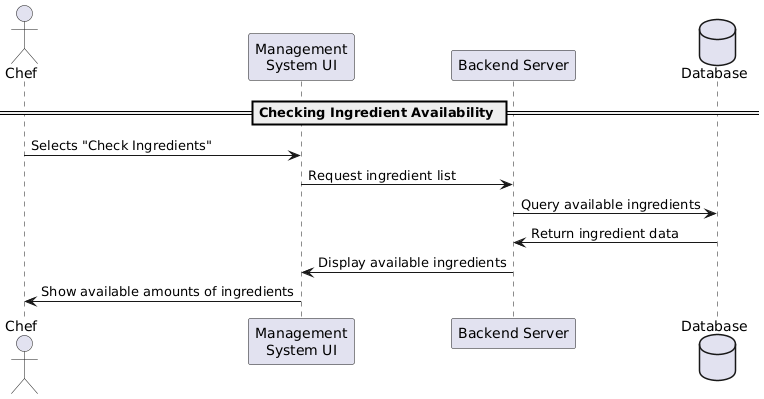 Chef
Management
System UI
Backend Server
Database
Checking Ingredient Availability
Selects "Check Ingredients"
Request ingredient list
Query available ingredients
Return ingredient data
Display available ingredients
Show available amounts of ingredients
Chef
Management
System UI
Backend Server
Database